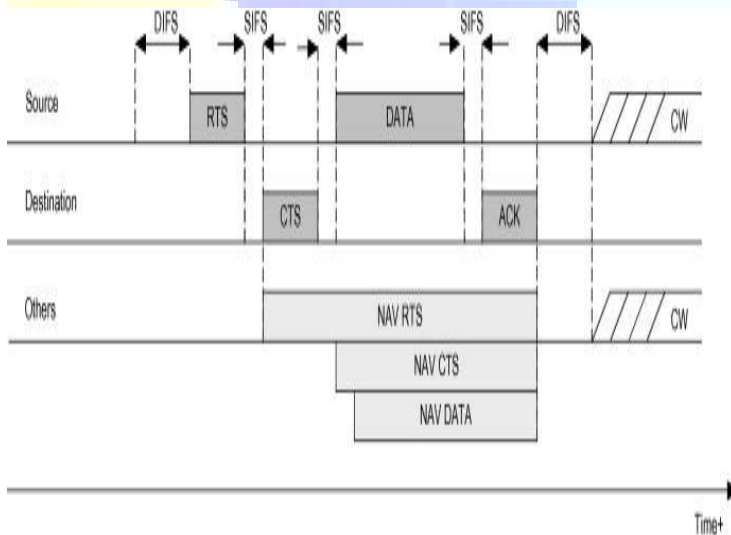 DIFS SIFS SIFS SIFS DIFS
Source
RTS DATA CW
Destination
CTS ACK
Others
NAV RTS CW
NAV CTS
NAV DATA
Time+